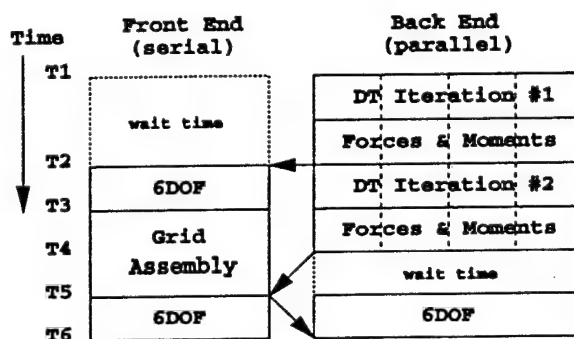 Front End
(serial)
Back End
(parallel)
Time
T1
DT Iteration #1
wait time
Forces & Moments
T2
6DOF
DT Iteration #2
T3
Grid
Assembly
Forces & Moments
T4
wait time
T5
6DOF
6DOF
T6